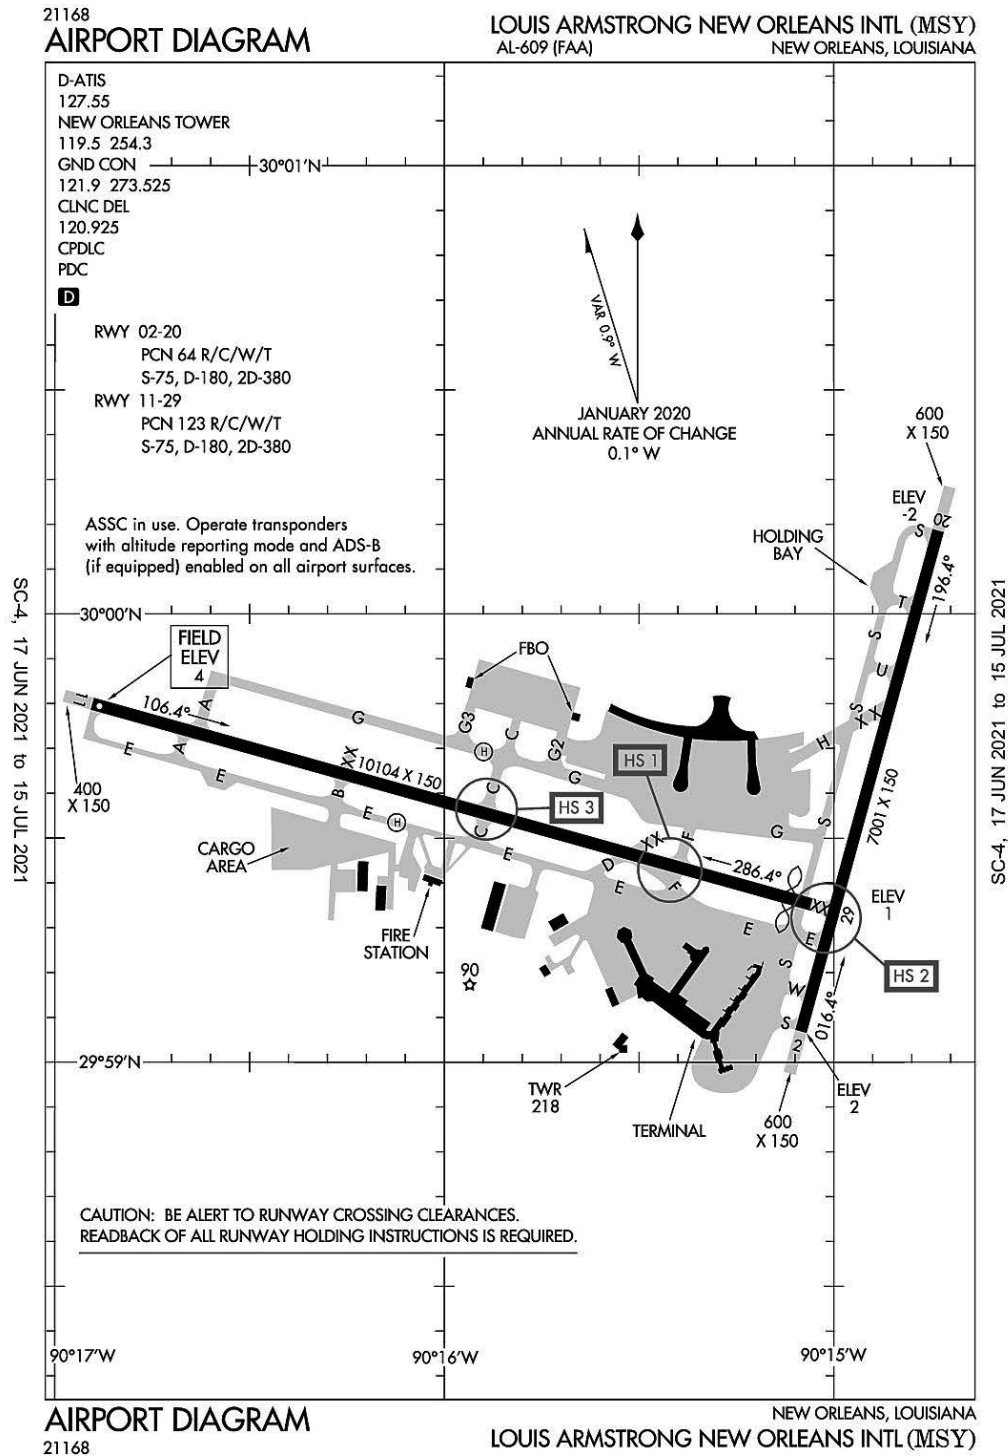 21168
AIRPORT DIAGRAM
LOUIS ARMSTRONG NEW ORLEANS INTL (MSY)
AL-609 (FAA)
NEW ORLEANS, LOUISIANA
D-ATIS
127.55
NEW ORLEANS TOWER
119.5 254.3
GND CON
121.9 273.525
CLNC DEL
120.925
CPDLC
PDC
D
30°01'N
RWY 02-20
PCN 64 R/C/W/T
S-75, D-180, 2D-380
RWY 11-29
PCN 123 R/C/W/T
S-75, D-180, 2D-380
VAR 0.9° W
JANUARY 2020
ANNUAL RATE OF CHANGE
0.1° W
ASSC in use. Operate transponders
with altitude reporting mode and ADS-B
(if equipped) enabled on all airport surfaces.
600
X 150
ELEV
-2
20
S
HOLDING
BAY
196.4°
T
S
U
S
X X
H
S
7001 X 150
30°00'N
FIELD
ELEV
4
11
106.4°
A
A
G
E
E
400
X 150
XX
B
10104 X 150
E
H
FBO
G3
C
G2
H
C
C
G
HS 1
HS 3
E
D
XX
F
E
F
G
286.4°
E
XX
E
29
ELEV
1
HS 2
CARGO
AREA
FIRE
STATION
90
S
W
S
016.4°
2
29°59'N
TWR
218
TERMINAL
600
X 150
ELEV
2
CAUTION: BE ALERT TO RUNWAY CROSSING CLEARANCES.
READBACK OF ALL RUNWAY HOLDING INSTRUCTIONS IS REQUIRED.
90°17'W
90°16'W
90°15'W
SC-4, 17 JUN 2021 to 15 JUL 2021
SC-4, 17 JUN 2021 to 15 JUL 2021
AIRPORT DIAGRAM
21168
NEW ORLEANS, LOUISIANA
LOUIS ARMSTRONG NEW ORLEANS INTL (MSY)